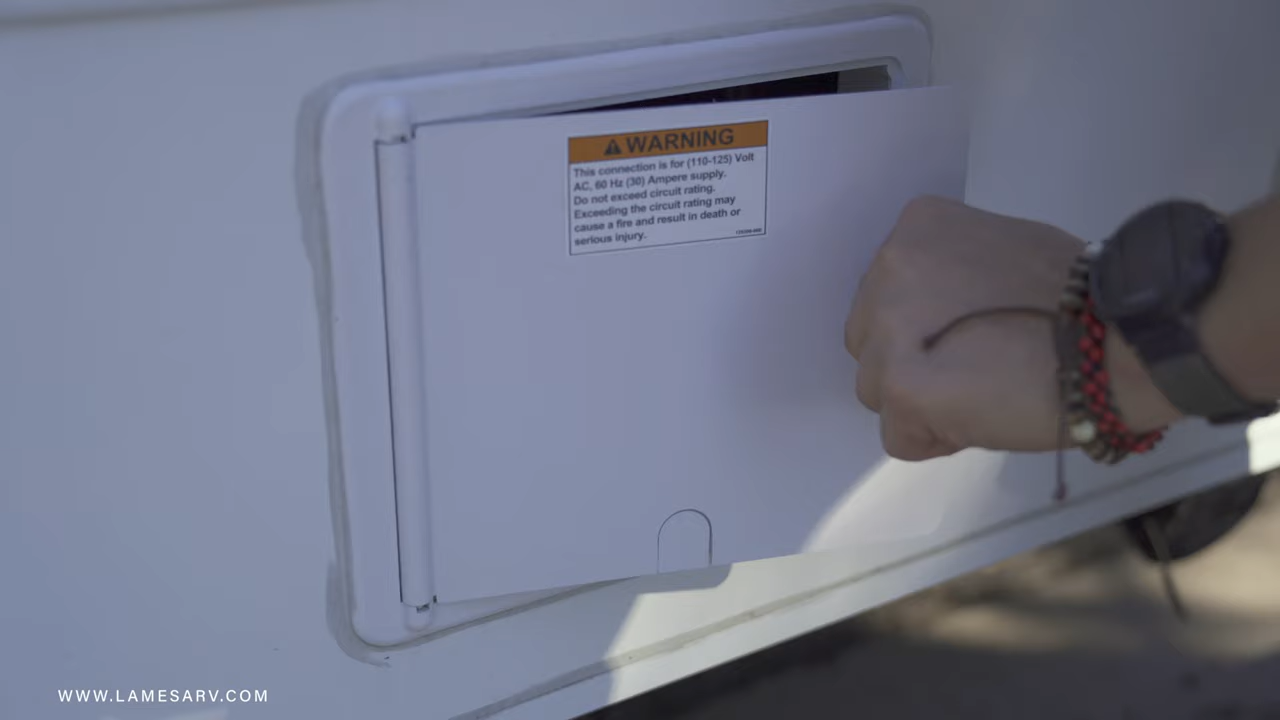 WARNING
This connection is for (110-125) Volt
AC, 60 Hz (30) Ampere supply.
Do not exceed circuit rating.
Exceeding the circuit rating may
cause a fire and result in death or
serious injury.
WWW.LAMESARV.COM